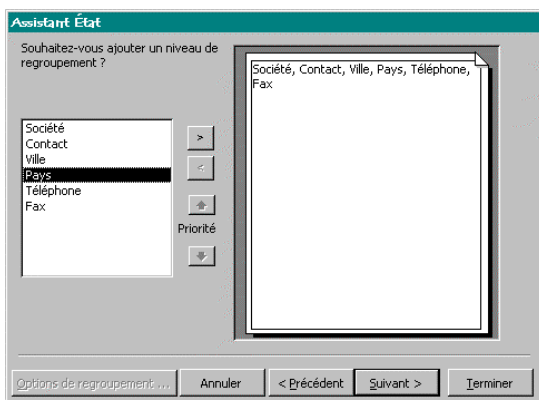 Assistant État
Souhaitez-vous ajouter un niveau de
regroupement ?
Société, Contact, Ville, Pays, Téléphone,
Fax
Société
Contact
Ville
Pays
Téléphone
Fax
>
<
Priorité
Options de regroupement ...
Annuler
< Précédent
Suivant >
Terminer